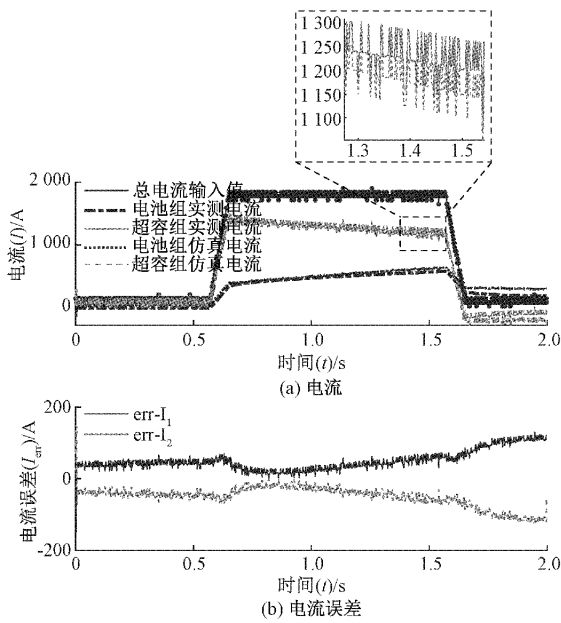 1 300
1 250
1 200
1 150
1 100
1.3 1.4 1.5
2 000
1 000
0
电流(I)/A
总电流输入值
电池组实测电流
超容组实测电流
电池组仿真电流
超容组仿真电流
0 0.5 1.0 1.5 2.0
时间(t)/s
(a) 电流
200
0
-200
电流误差(Ierr)/A
err-I1
err-I2
0 0.5 1.0 1.5 2.0
时间(t)/s
(b) 电流误差